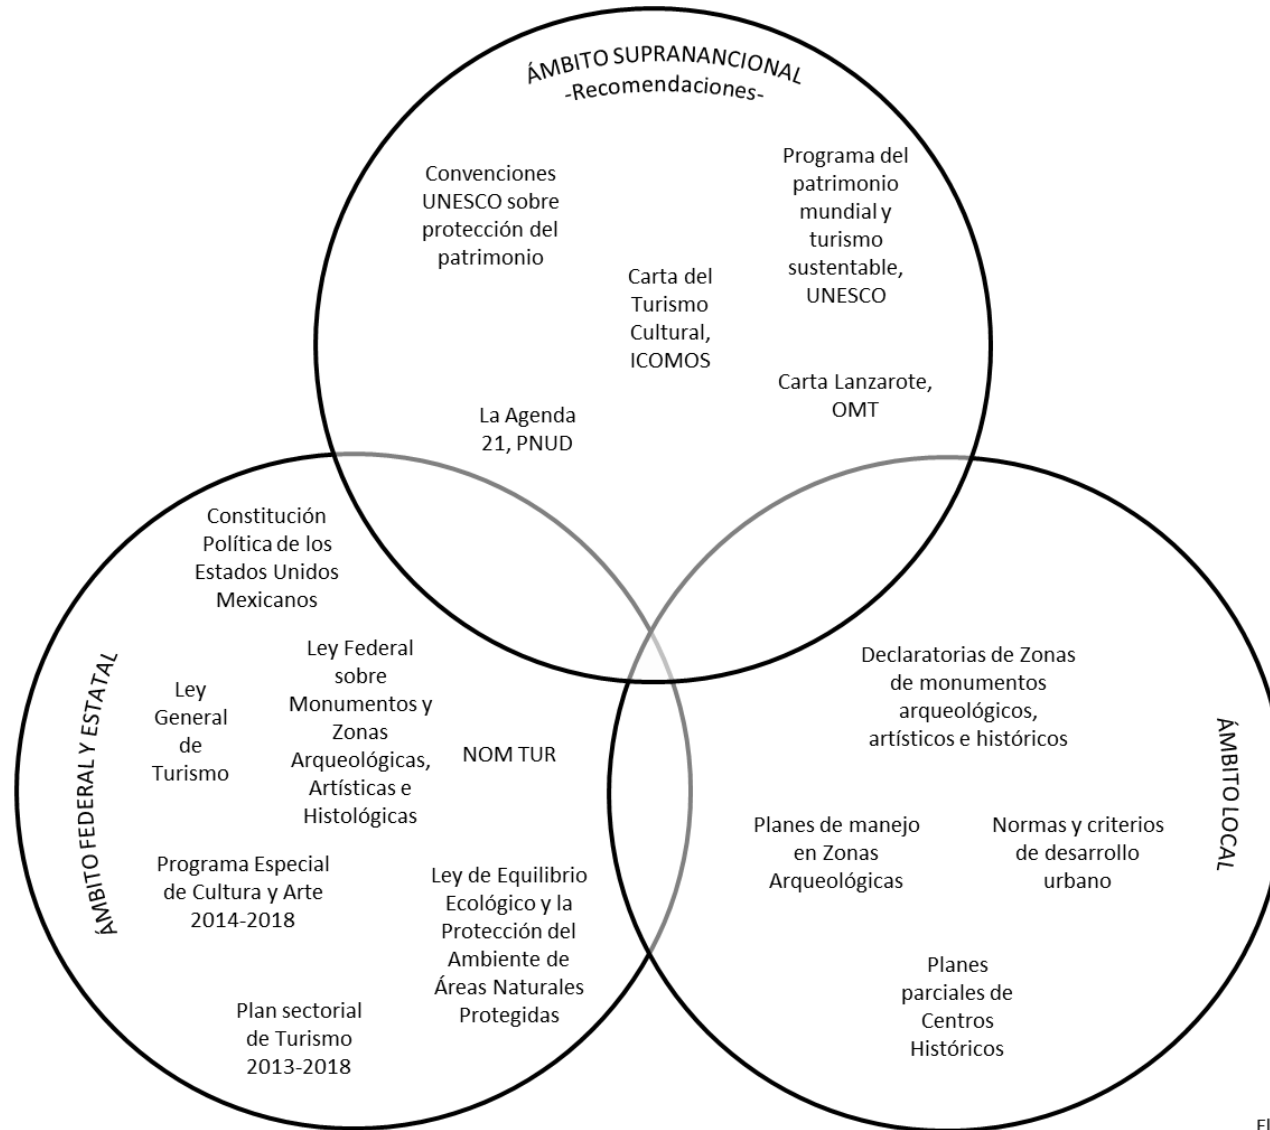 ÁMBITO SUPRANANCIONAL
-Recomendaciones-
Convenciones
UNESCO sobre
protección del
patrimonio
Programa del
patrimonio
mundial y
turismo
sustentable,
UNESCO
Carta del
Turismo
Cultural,
ICOMOS
Carta Lanzarote,
OMT
La Agenda
21, PNUD
ÁMBITO FEDERAL Y ESTATAL
Constitución
Política de los
Estados Unidos
Mexicanos
Ley
General
de
Turismo
Ley Federal
sobre
Monumentos y
Zonas
Arqueológicas,
Artísticas e
Histológicas
NOM TUR
Programa Especial
de Cultura y Arte
2014-2018
Ley de Equilibrio
Ecológico y la
Protección del
Ambiente de
Áreas Naturales
Protegidas
Plan sectorial
de Turismo
2013-2018
ÁMBITO LOCAL
Declaratorias de Zonas
de monumentos
arqueológicos,
artísticos e históricos
Planes de manejo
en Zonas
Arqueológicas
Normas y criterios
de desarrollo
urbano
Planes
parciales de
Centros
Históricos